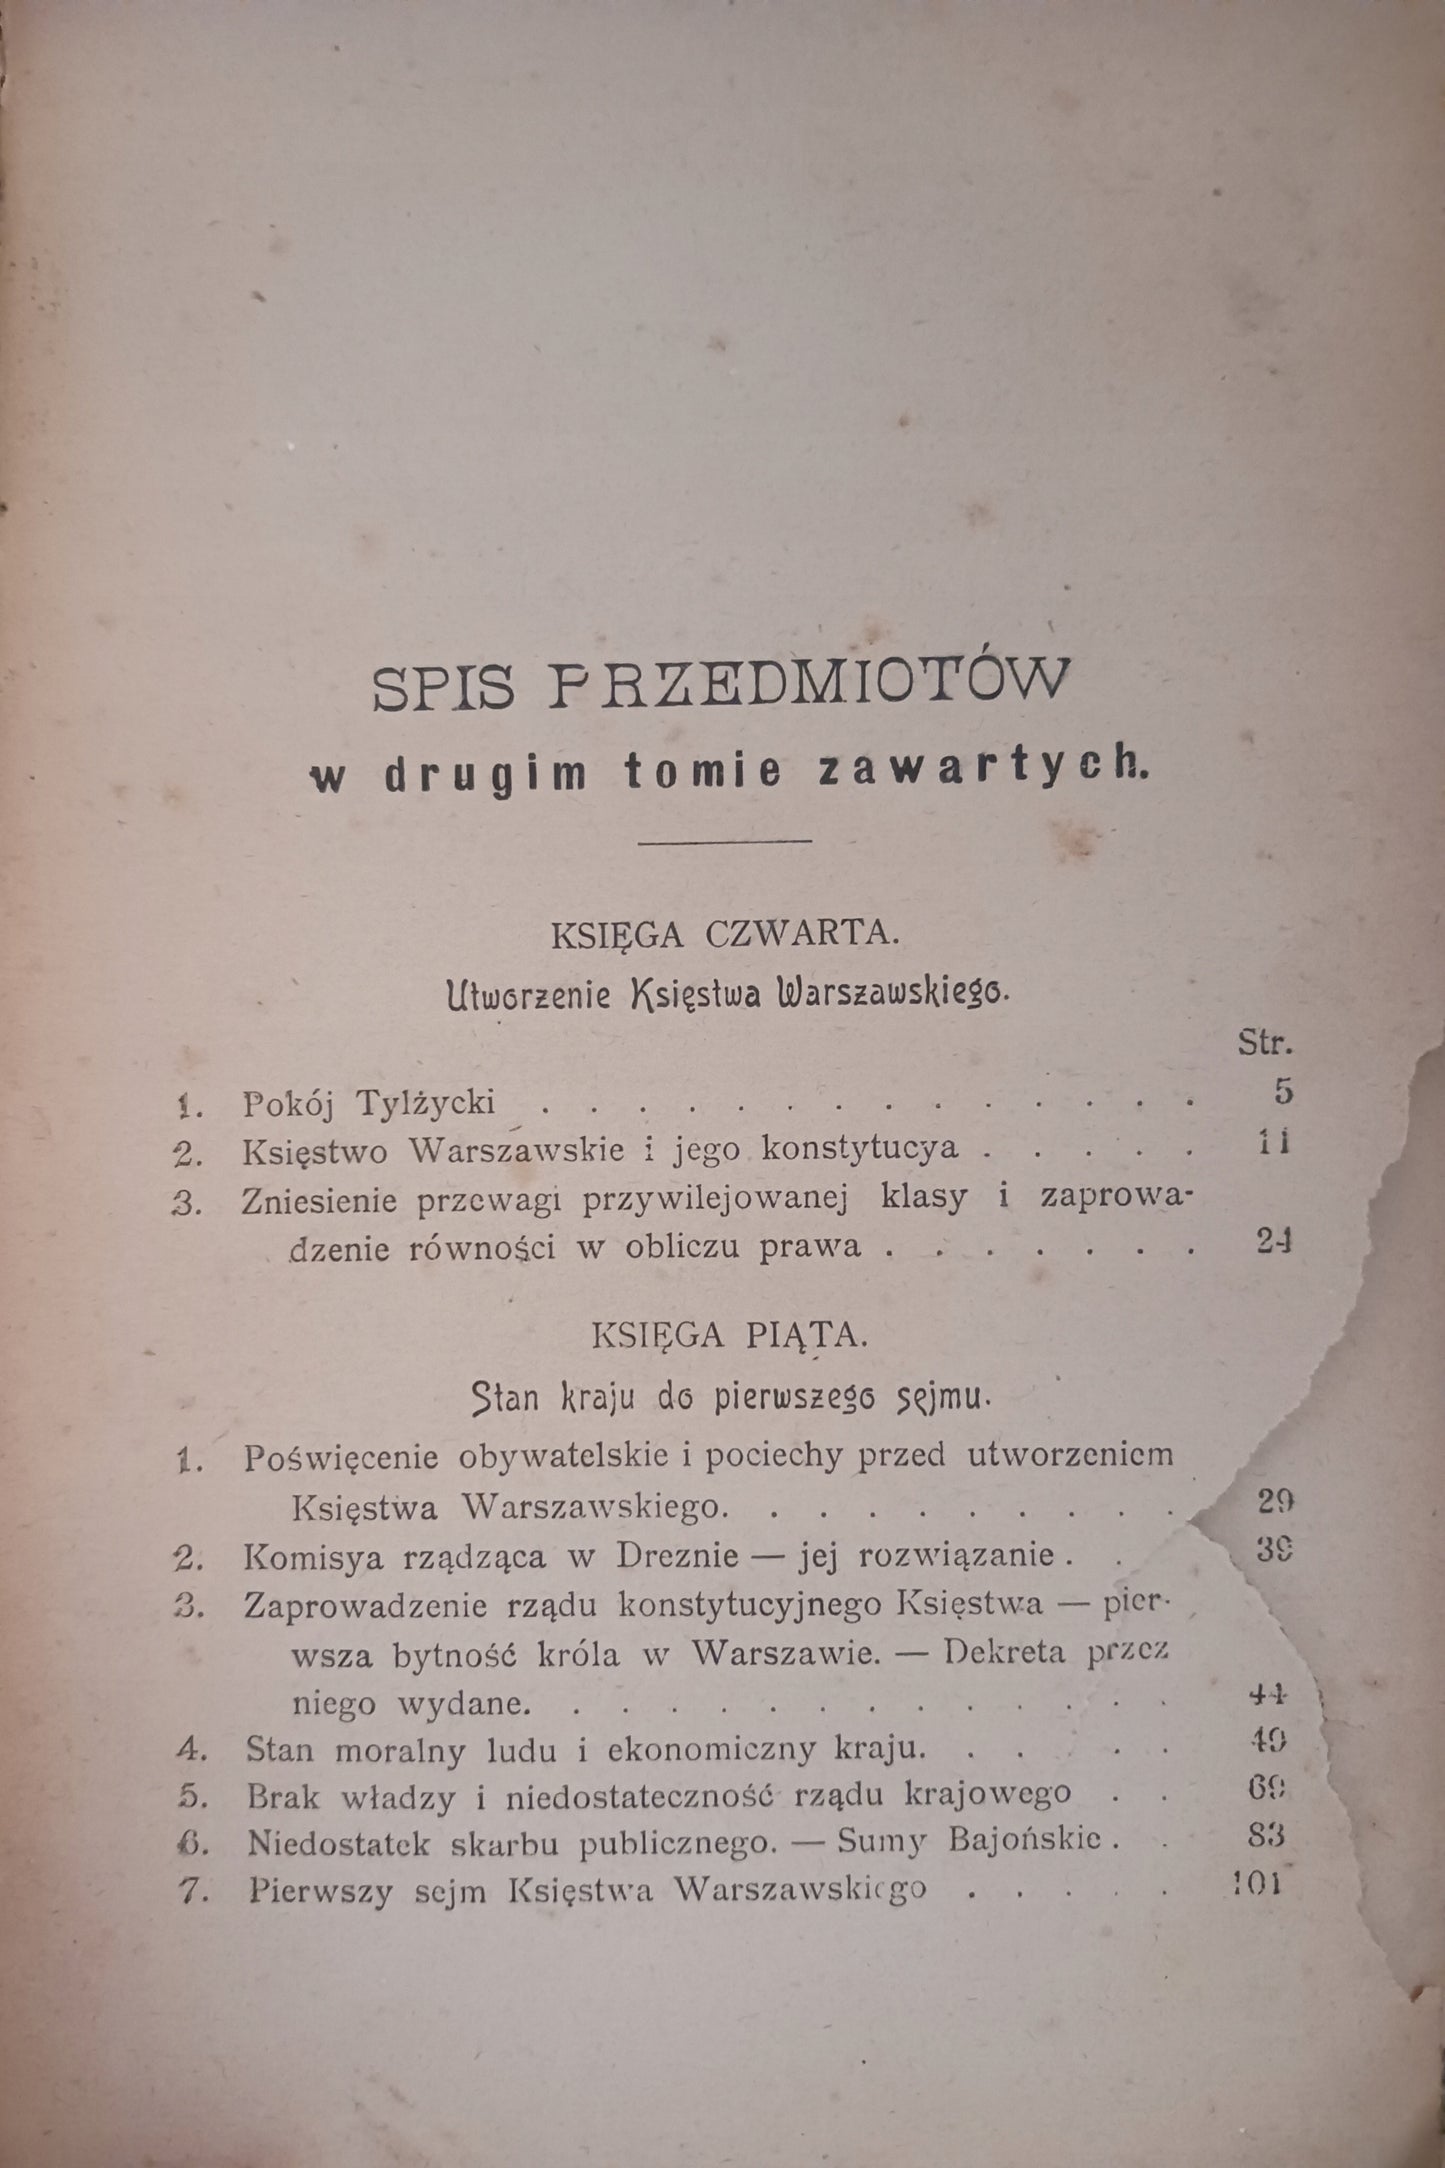 SPIS PRZEDMIOTÓW
w drugim tomie zawartych.
KSIĘGA CZWARTA.
Utworzenie Księstwa Warszawskiego.
Str.
1. Pokój Tylżycki . . . . . . . . . . . . . . 5
2. Księstwo Warszawskie i jego konstytucya . . . . . 11
3. Zniesienie przewagi przywilejowanej klasy i zaprowa-
dzenie równości w obliczu prawa . . . . . . . 24
KSIĘGA PIĄTA.
Stan kraju do pierwszego sejmu.
1. Poświęcenie obywatelskie i pociechy przed utworzeniem
Księstwa Warszawskiego. . . . . . . . . . 29
2. Komisya rządząca w Dreznie — jej rozwiązanie . . 39
3. Zaprowadzenie rządu konstytucyjnego Księstwa — pier-
wsza bytność króla w Warszawie. — Dekreta przez
niego wydane. . . . . . . . . . . . . . 44
4. Stan moralny ludu i ekonomiczny kraju. . . . . 49
5. Brak władzy i niedostateczność rządu krajowego . . 69
6. Niedostatek skarbu publicznego. — Sumy Bajońskie . . 83
7. Pierwszy sejm Księstwa Warszawskiego . . . . . 101